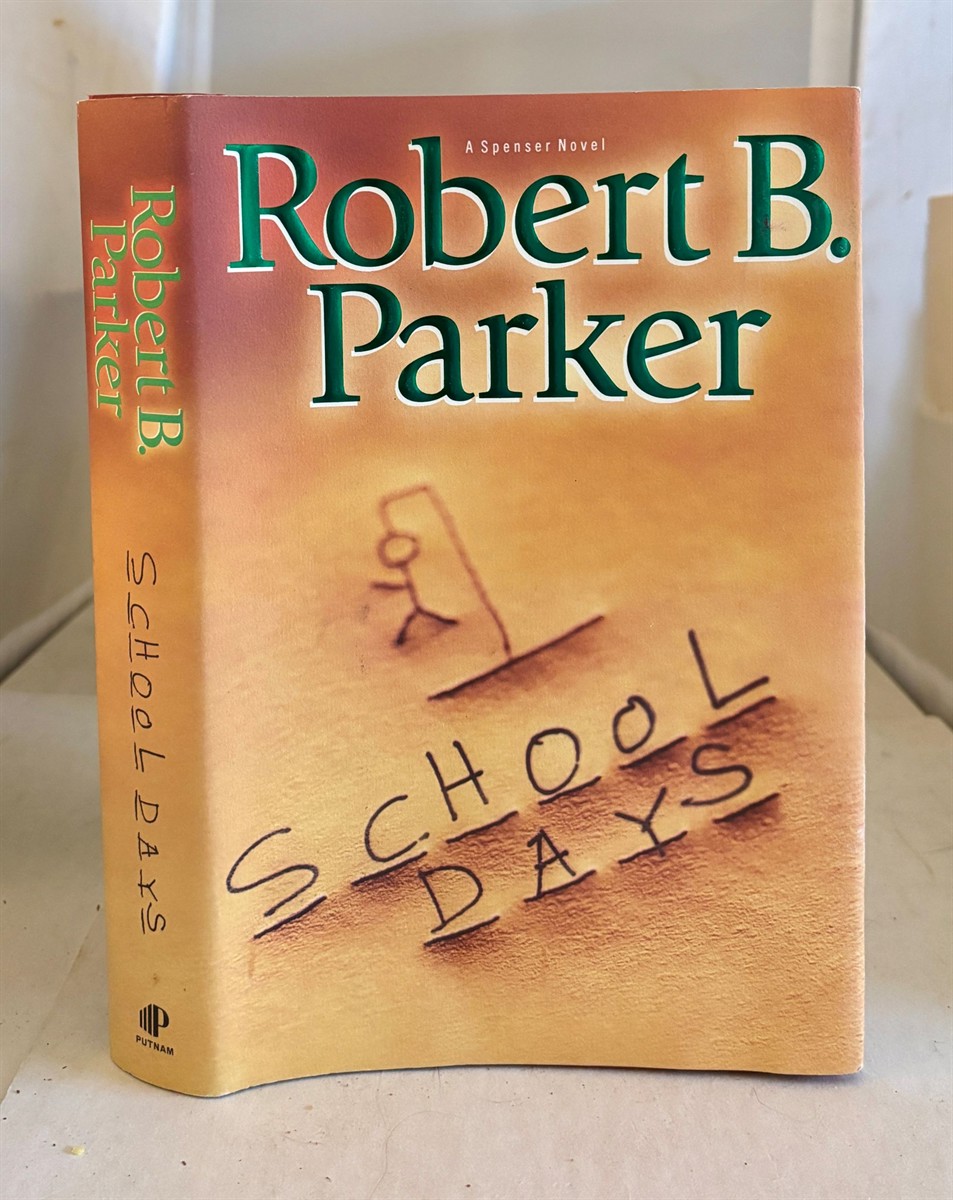 A Spenser Novel
Robert B.
Parker
SCHOOL
DAYS
Robert B.
Parker
SCHOOL DAYS
PUTNAM